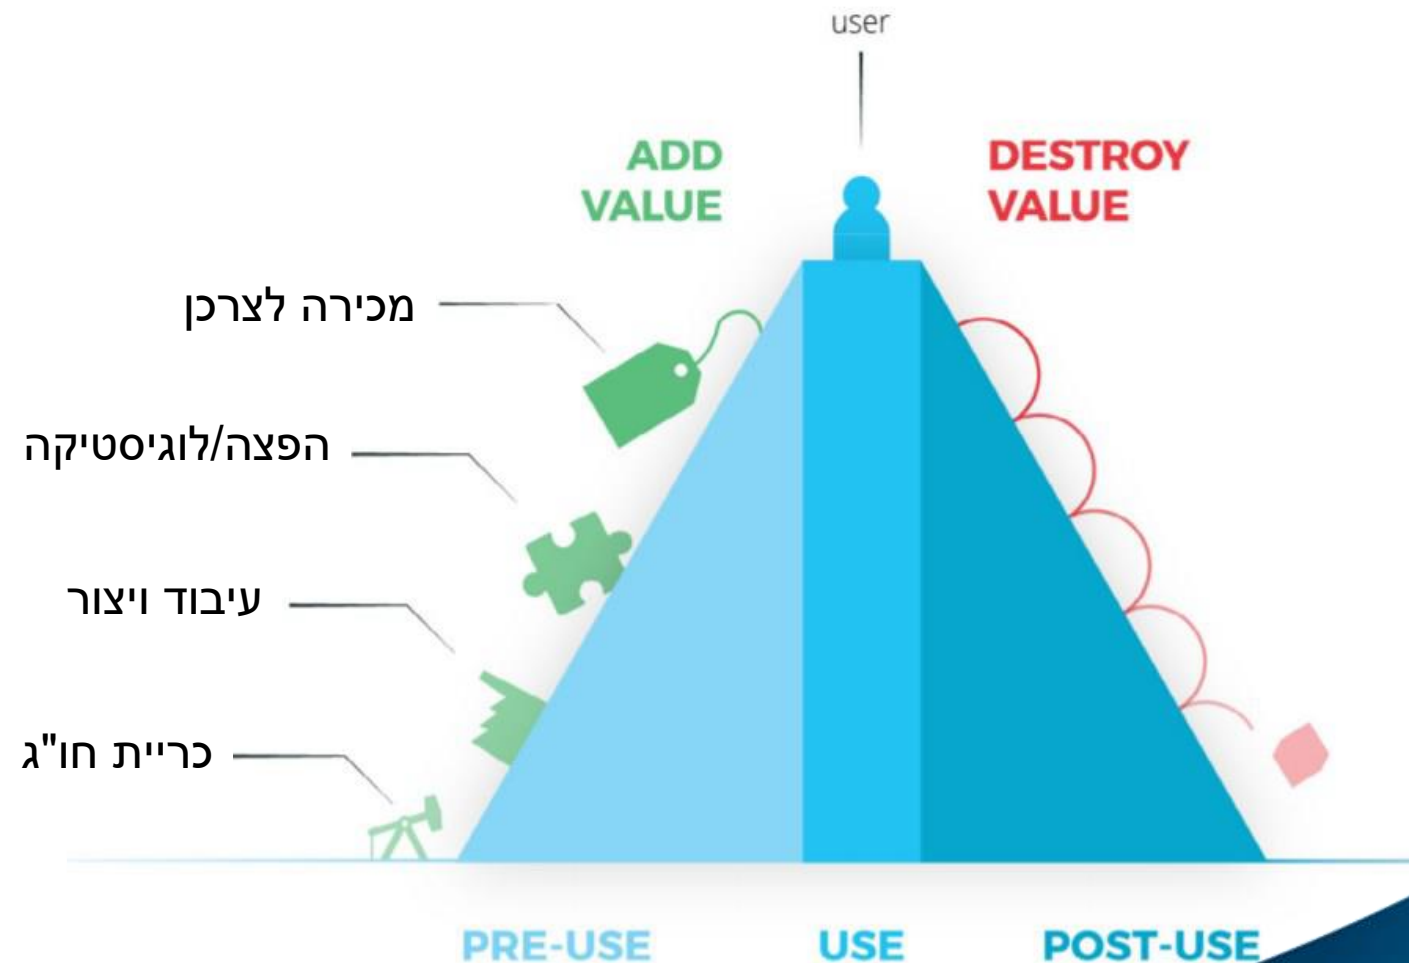 user
ADD
VALUE
DESTROY
VALUE
מכירה לצרכן
הפצה/לוגיסטיקה
עיבוד ויצור
כריית חו"ג
PRE-USE
USE
POST-USE